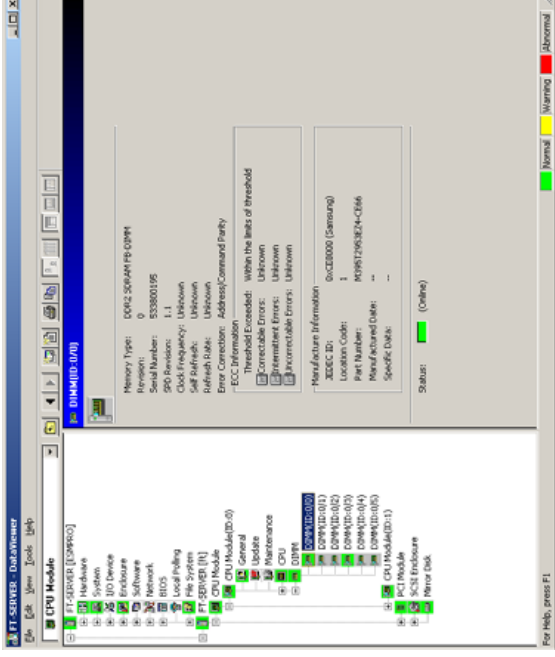 FT-SERVER - DataViewer
File Edit View Tools Help
CPU Module
FT-SERVER [ESMPRO]
Hardware
System
I/O Device
Enclosure
Software
Network
BIOS
Local Polling
File System
FT-SERVER [ft]
CPU Module
CPU Module(ID:0)
General
Update
Maintenance
CPU
DIMM
DIMM(ID:0/0)
DIMM(ID:0/1)
DIMM(ID:0/2)
DIMM(ID:0/3)
DIMM(ID:0/4)
DIMM(ID:0/5)
CPU Module(ID:1)
PCI Module
SCSI Enclosure
Mirror Disk
DIMM(ID:0/0)
Memory Type: DDR2 SDRAM FB-DIMM
Revision: 0
Serial Number: 533800195
SPD Revision: 1.1
Clock Frequency: Unknown
Self Refresh: Unknown
Refresh Rate: Unknown
Error Correction: Address/Command Parity
ECC Information
Threshold Exceeded: Within the limits of threshold
Correctable Errors: Unknown
Intermittent Errors: Unknown
Uncorrectable Errors: Unknown
Manufacture Information
JEDEC ID: 0xCE0000 (Samsung)
Location Code: 1
Part Number: M395T2953EZ4-CE66
Manufactured Date: --
Specific Data: --
Status: (Online)
For Help, press F1
Normal Warning Abnormal